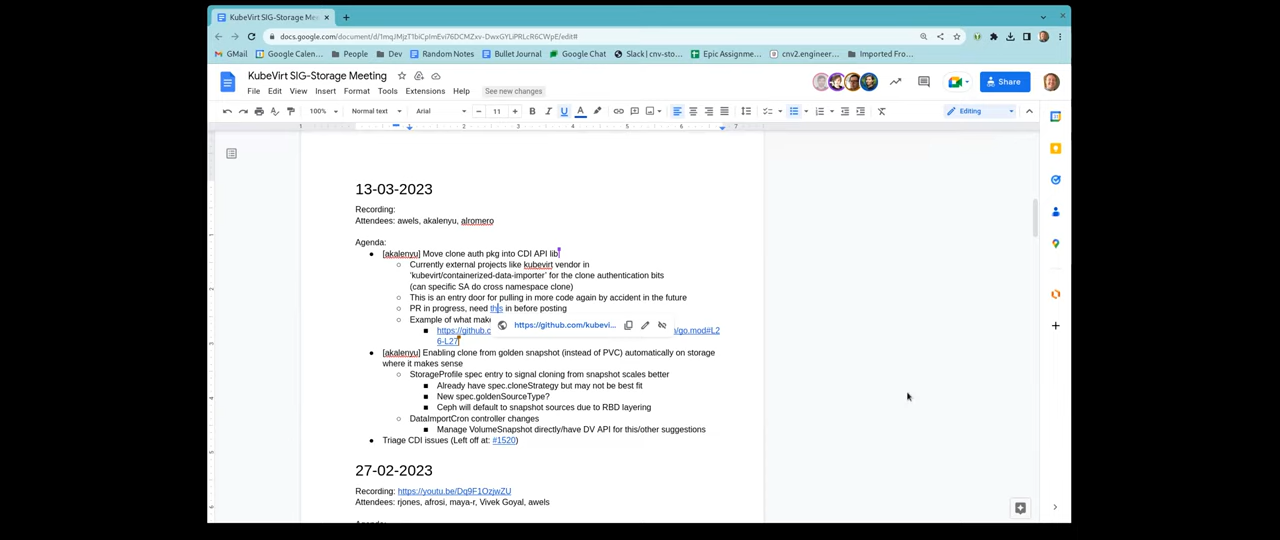 KubeVirt SIG-Storage Mee
docs.google.com/document/d/1mqJMjzT1biCpImEvi76DCMZxv-DwxGYLiPRLcR6CWpE/edit#
GMail Google Calen... People Dev Random Notes Bullet Journal Google Chat Slack | cnv-sto... Epic Assignme... cnv2.engineer... Imported Fro...
KubeVirt SIG-Storage Meeting
Share
File Edit View Insert Format Tools Extensions Help See new changes
100% Normal text Arial 11 Editing
13-03-2023
Recording:
Attendees: awels, akalenyu, alromero
Agenda:
[akalenyu] Move clone auth pkg into CDI API lib
Currently external projects like kubevirt vendor in
'kubevirt/containerized-data-importer' for the clone authentication bits
(can specific SA do cross namespace clone)
This is an entry door for pulling in more code again by accident in the future
PR in progress, need this in before posting
Example of what make
https://github.com/kubevi...
https://github.c
n/go.mod#L2
6-L27
[akalenyu] Enabling clone from golden snapshot (instead of PVC) automatically on storage
where it makes sense
StorageProfile spec entry to signal cloning from snapshot scales better
Already have spec.cloneStrategy but may not be best fit
New spec.goldenSourceType?
Ceph will default to snapshot sources due to RBD layering
DataImportCron controller changes
Manage VolumeSnapshot directly/have DV API for this/other suggestions
Triage CDI issues (Left off at: #1520)
27-02-2023
Recording: https://youtu.be/Dq9F1OzjwZU
Attendees: rjones, afrosi, maya-r, Vivek Goyal, awels